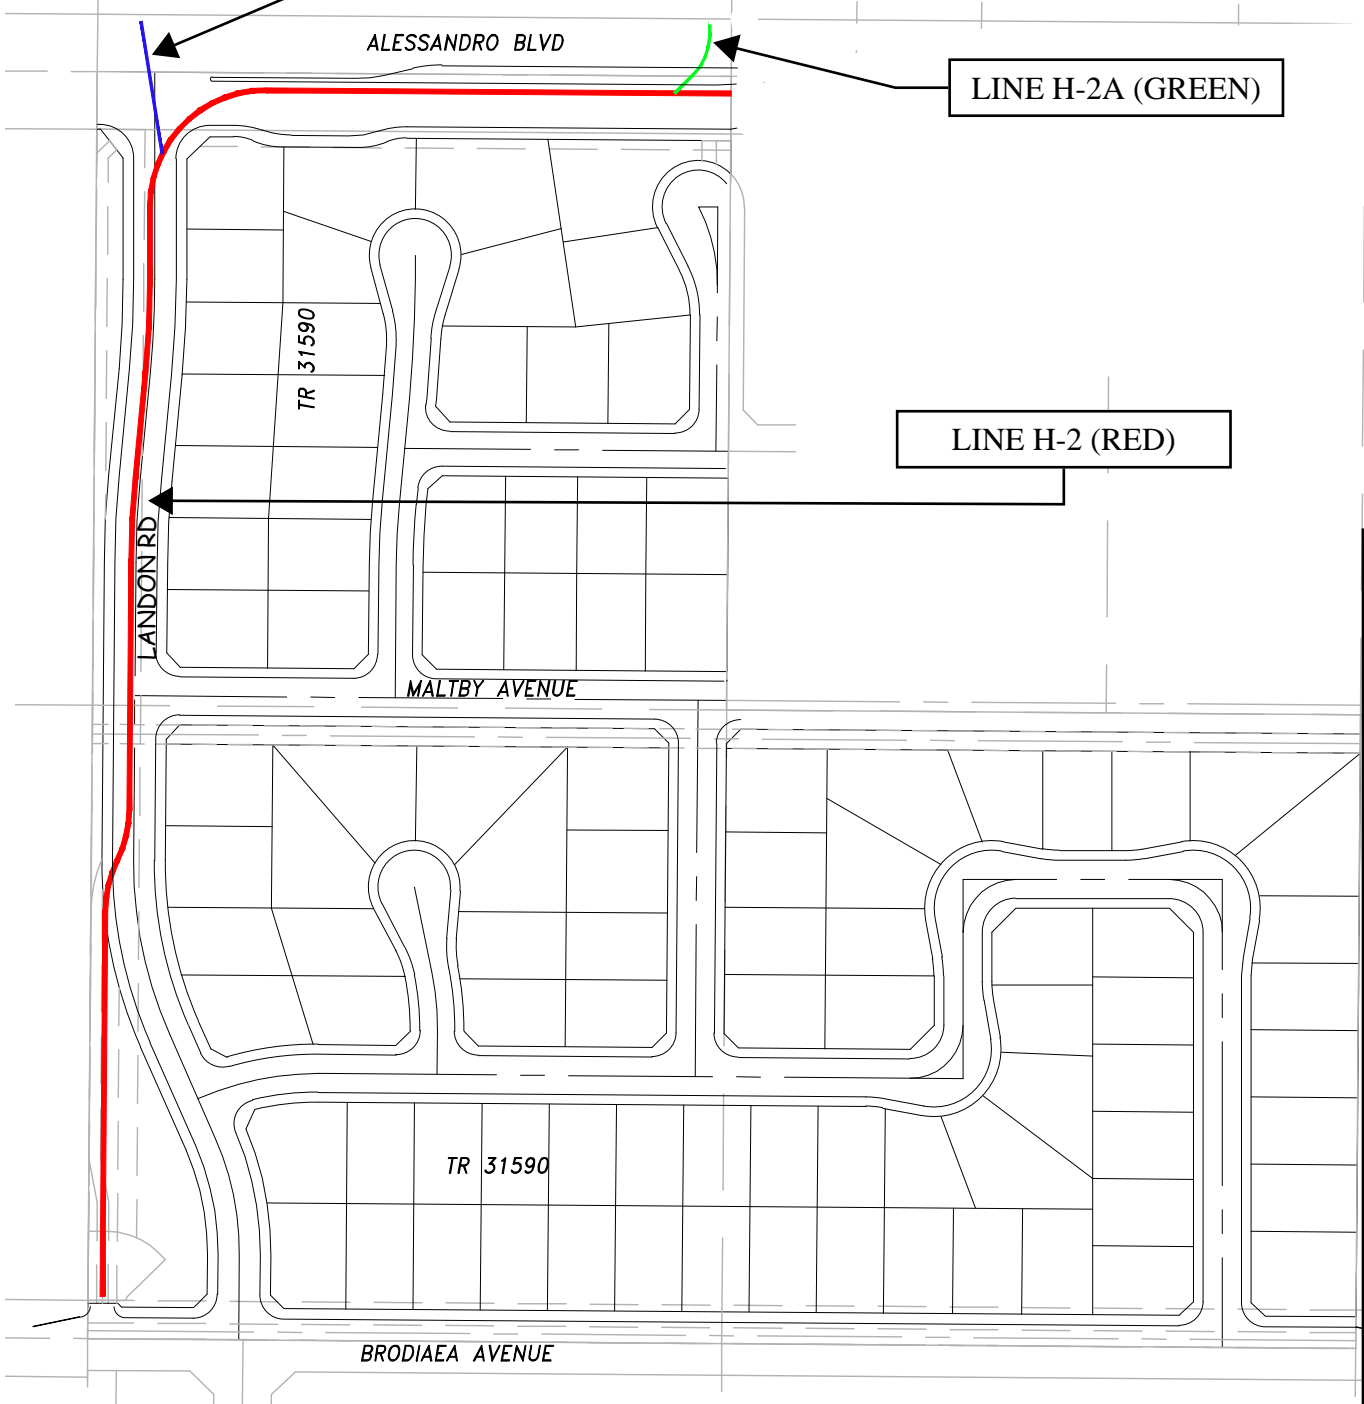 ALESSANDRO BLVD
LINE H-2A (GREEN)
TR 31590
LINE H-2 (RED)
LANDON RD
MALTBY AVENUE
TR 31590
BRODIAEA AVENUE